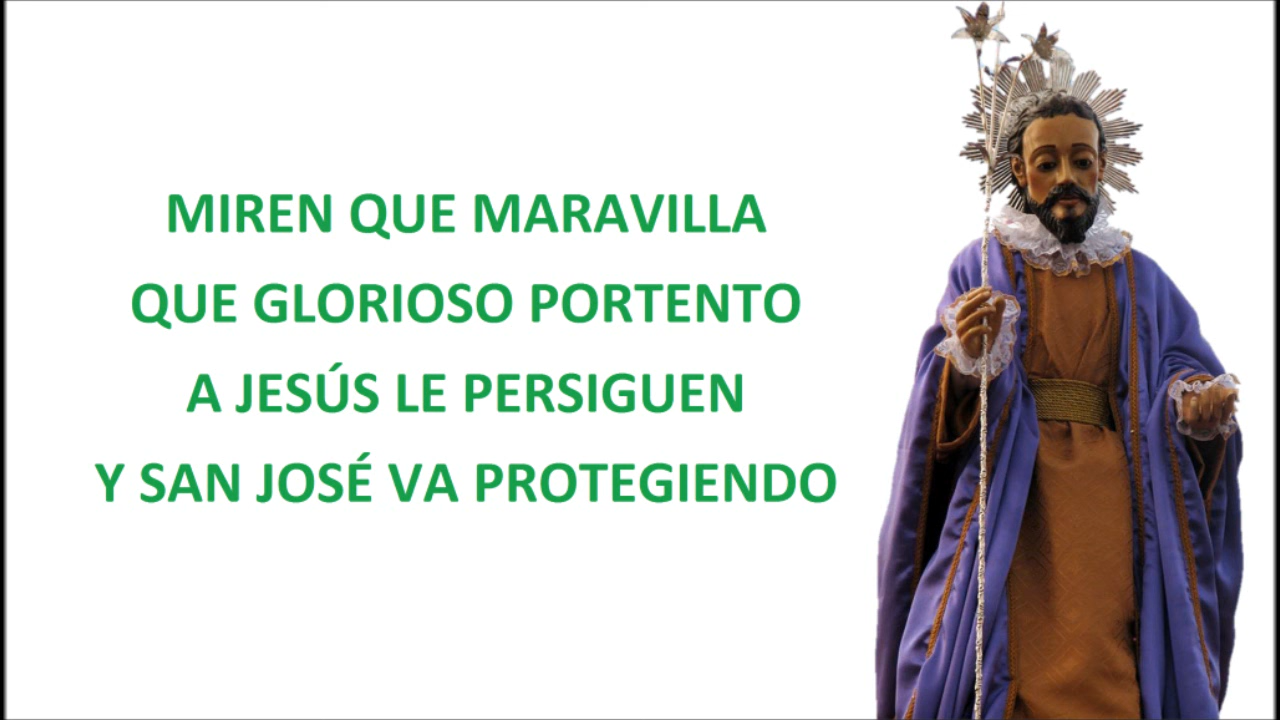 MIREN QUE MARAVILLA
QUE GLORIOSO PORTENTO
A JESÚS LE PERSIGUEN
Y SAN JOSÉ VA PROTEGIENDO